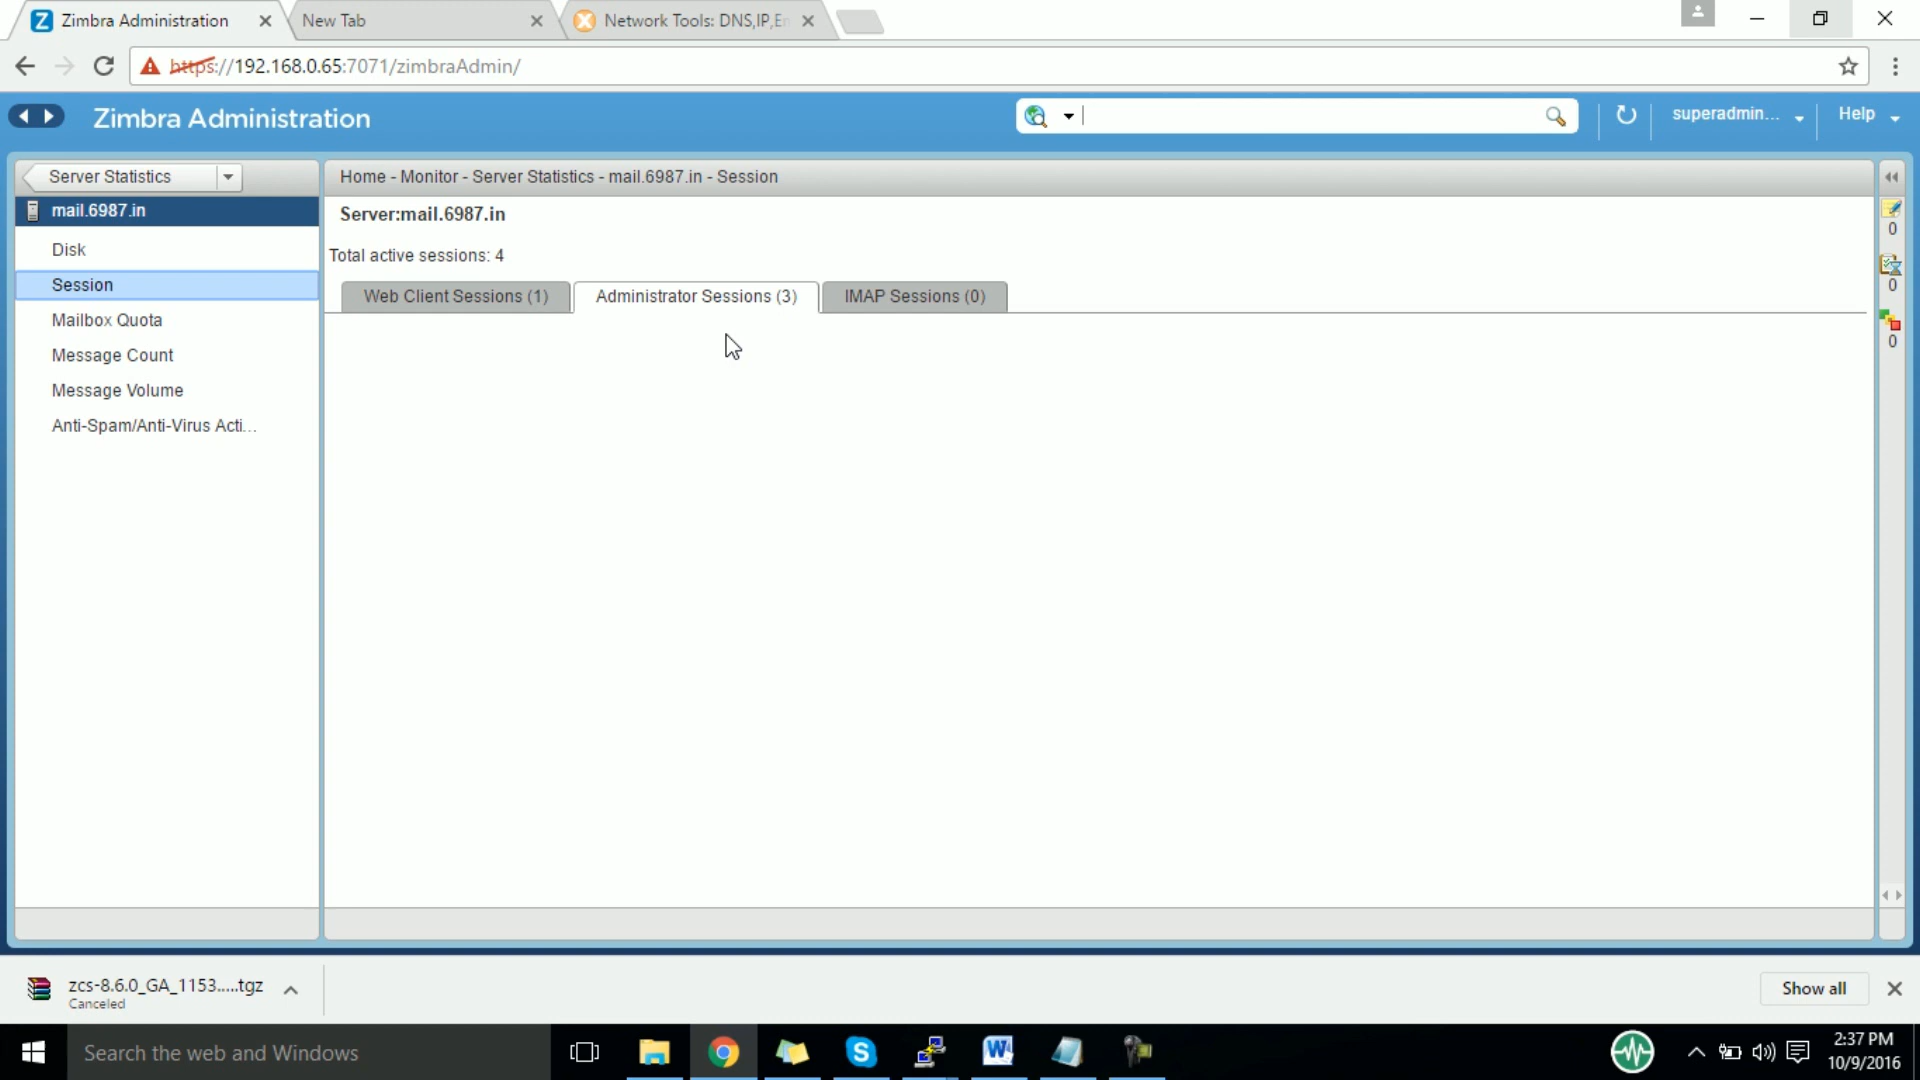 Zimbra Administration
New Tab
Network Tools: DNS,IP,Em
https://192.168.0.65:7071/zimbraAdmin/
Zimbra Administration
superadmin...
Help
Server Statistics
Home - Monitor - Server Statistics - mail.6987.in - Session
mail.6987.in
Server:mail.6987.in
Disk
Total active sessions: 4
Session
Web Client Sessions (1)
Administrator Sessions (3)
IMAP Sessions (0)
Mailbox Quota
Message Count
Message Volume
Anti-Spam/Anti-Virus Acti...
0
0
0
zcs-8.6.0_GA_1153.....tgz
Canceled
Show all
Search the web and Windows
2:37 PM
10/9/2016